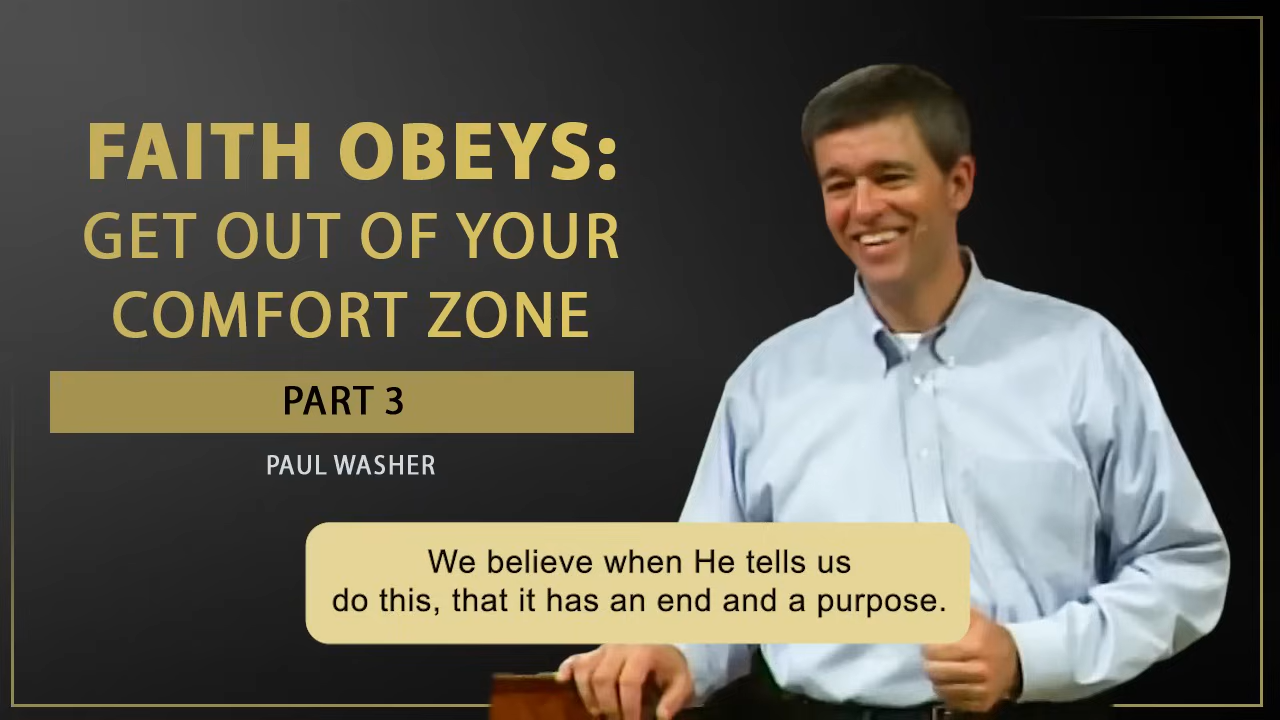 FAITH OBEYS:
GET OUT OF YOUR
COMFORT ZONE
PART 3
PAUL WASHER
We believe when He tells us
do this, that it has an end and a purpose.